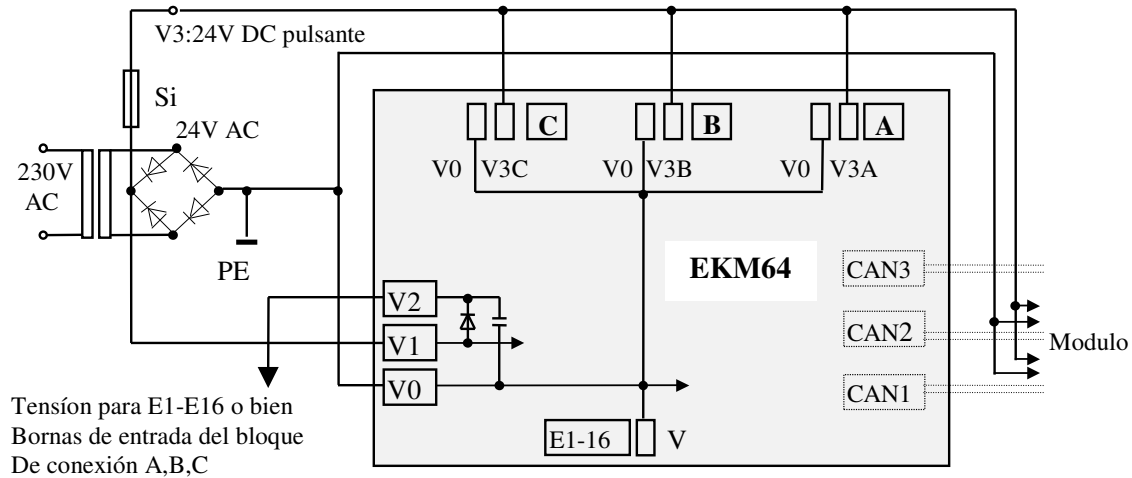 V3:24V DC pulsante
Si
24V AC
230V
AC
PE
C
B
A
V0 V3C
V0 V3B
V0 V3A
EKM64
CAN3
CAN2
CAN1
Modulo
V2
V1
V0
E1-16
V
Tensíon para E1-E16 o bien
Bornas de entrada del bloque
De conexión A,B,C